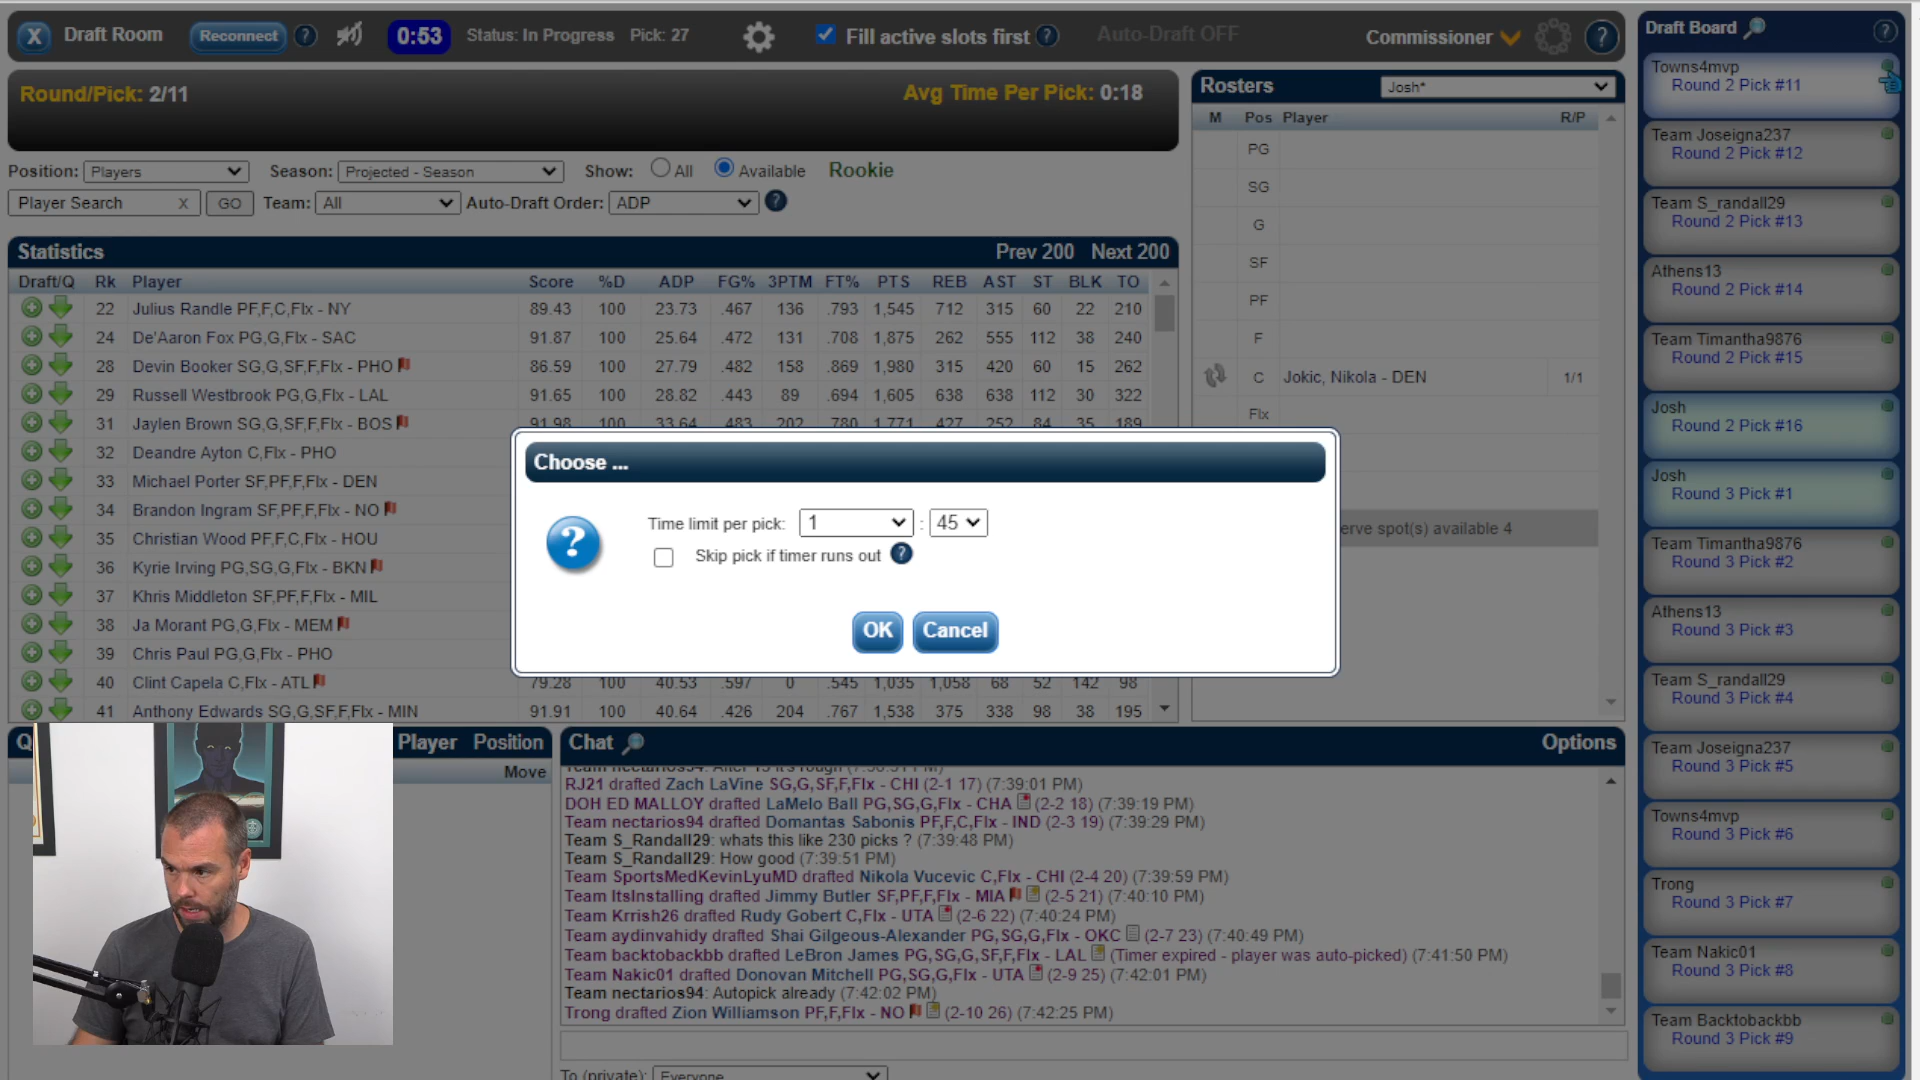 X Draft Room Reconnect ? 0:53 Status: In Progress Pick: 27 Fill active slots first ? Auto-Draft OFF Commissioner ?
Round/Pick: 2/11 Avg Time Per Pick: 0:18
Position: Players Season: Projected - Season Show: All Available Rookie
Player Search X GO Team: All Auto-Draft Order: ADP ?
Statistics Prev 200 Next 200
Draft/Q Rk Player Score %D ADP FG% 3PTM FT% PTS REB AST ST BLK TO
22 Julius Randle PF,F,C,Flx - NY 89.43 100 23.73 .467 136 .793 1,545 712 315 60 22 210
24 De'Aaron Fox PG,G,Flx - SAC 91.87 100 25.64 .472 131 .708 1,875 262 555 112 38 240
28 Devin Booker SG,G,SF,F,Flx - PHO 86.59 100 27.79 .482 158 .869 1,980 315 420 60 15 262
29 Russell Westbrook PG,G,Flx - LAL 91.65 100 28.82 .443 89 .694 1,605 638 638 112 30 322
31 Jaylen Brown SG,G,SF,F,Flx - BOS 91.98 100 33.64 .483 202 .780 1,771 427 252 84 35 189
32 Deandre Ayton C,Flx - PHO
33 Michael Porter SF,PF,F,Flx - DEN
34 Brandon Ingram SF,PF,F,Flx - NO
35 Christian Wood PF,F,C,Flx - HOU
36 Kyrie Irving PG,SG,G,Flx - BKN
37 Khris Middleton SF,PF,F,Flx - MIL
38 Ja Morant PG,G,Flx - MEM
39 Chris Paul PG,G,Flx - PHO
40 Clint Capela C,Flx - ATL 79.28 100 40.53 .597 0 .545 1,035 1,058 68 52 142 98
41 Anthony Edwards SG,G,SF,F,Flx - MIN 91.91 100 40.64 .426 204 .767 1,538 375 338 98 38 195
Choose ...
? Time limit per pick: 1 : 45
Skip pick if timer runs out ?
OK Cancel
Rosters Josh*
M Pos Player R/P
PG
SG
G
SF
PF
F
C Jokic, Nikola - DEN 1/1
Flx
erve spot(s) available 4
Q Player Position
Move
Chat Options
RJ21 drafted Zach LaVine SG,G,SF,F,Flx - CHI (2-1 17) (7:39:01 PM)
DOH ED MALLOY drafted LaMelo Ball PG,SG,G,Flx - CHA (2-2 18) (7:39:19 PM)
Team nectarios94 drafted Domantas Sabonis PF,F,C,Flx - IND (2-3 19) (7:39:29 PM)
Team S_Randall29: whats this like 230 picks ? (7:39:48 PM)
Team S_Randall29: How good (7:39:51 PM)
Team SportsMedKevinLyuMD drafted Nikola Vucevic C,Flx - CHI (2-4 20) (7:39:59 PM)
Team ItsInstalling drafted Jimmy Butler SF,PF,F,Flx - MIA (2-5 21) (7:40:10 PM)
Team Krrish26 drafted Rudy Gobert C,Flx - UTA (2-6 22) (7:40:24 PM)
Team aydinvahidy drafted Shai Gilgeous-Alexander PG,SG,G,Flx - OKC (2-7 23) (7:40:49 PM)
Team backtobackbb drafted LeBron James PG,SG,G,SF,F,Flx - LAL (Timer expired - player was auto-picked) (7:41:50 PM)
Team Nakic01 drafted Donovan Mitchell PG,SG,G,Flx - UTA (2-9 25) (7:42:01 PM)
Team nectarios94: Autopick already (7:42:02 PM)
Trong drafted Zion Williamson PF,F,Flx - NO (2-10 26) (7:42:25 PM)
To (private): Everyone
Draft Board ?
Towns4mvp
Round 2 Pick #11
Team Joseigna237
Round 2 Pick #12
Team S_randall29
Round 2 Pick #13
Athens13
Round 2 Pick #14
Team Timantha9876
Round 2 Pick #15
Josh
Round 2 Pick #16
Josh
Round 3 Pick #1
Team Timantha9876
Round 3 Pick #2
Athens13
Round 3 Pick #3
Team S_randall29
Round 3 Pick #4
Team Joseigna237
Round 3 Pick #5
Towns4mvp
Round 3 Pick #6
Trong
Round 3 Pick #7
Team Nakic01
Round 3 Pick #8
Team Backtobackbb
Round 3 Pick #9